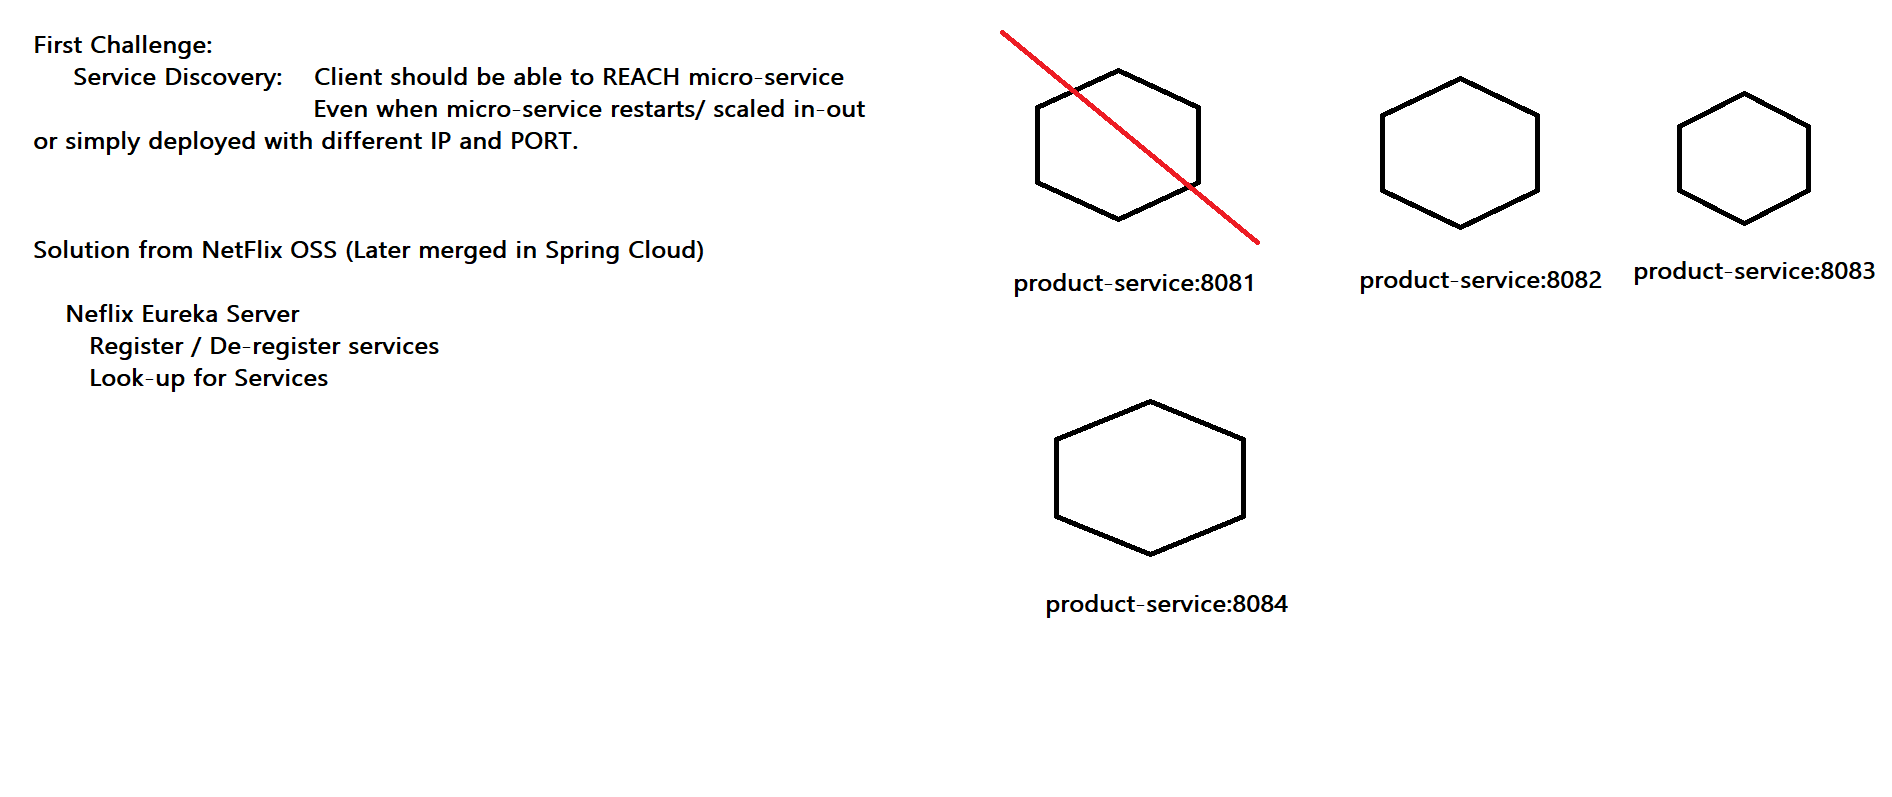 First Challenge:
Service Discovery: Client should be able to REACH micro-service
Even when micro-service restarts/ scaled in-out
or simply deployed with different IP and PORT.
Solution from NetFlix OSS (Later merged in Spring Cloud)
Neflix Eureka Server
Register / De-register services
Look-up for Services
product-service:8081
product-service:8082
product-service:8083
product-service:8084